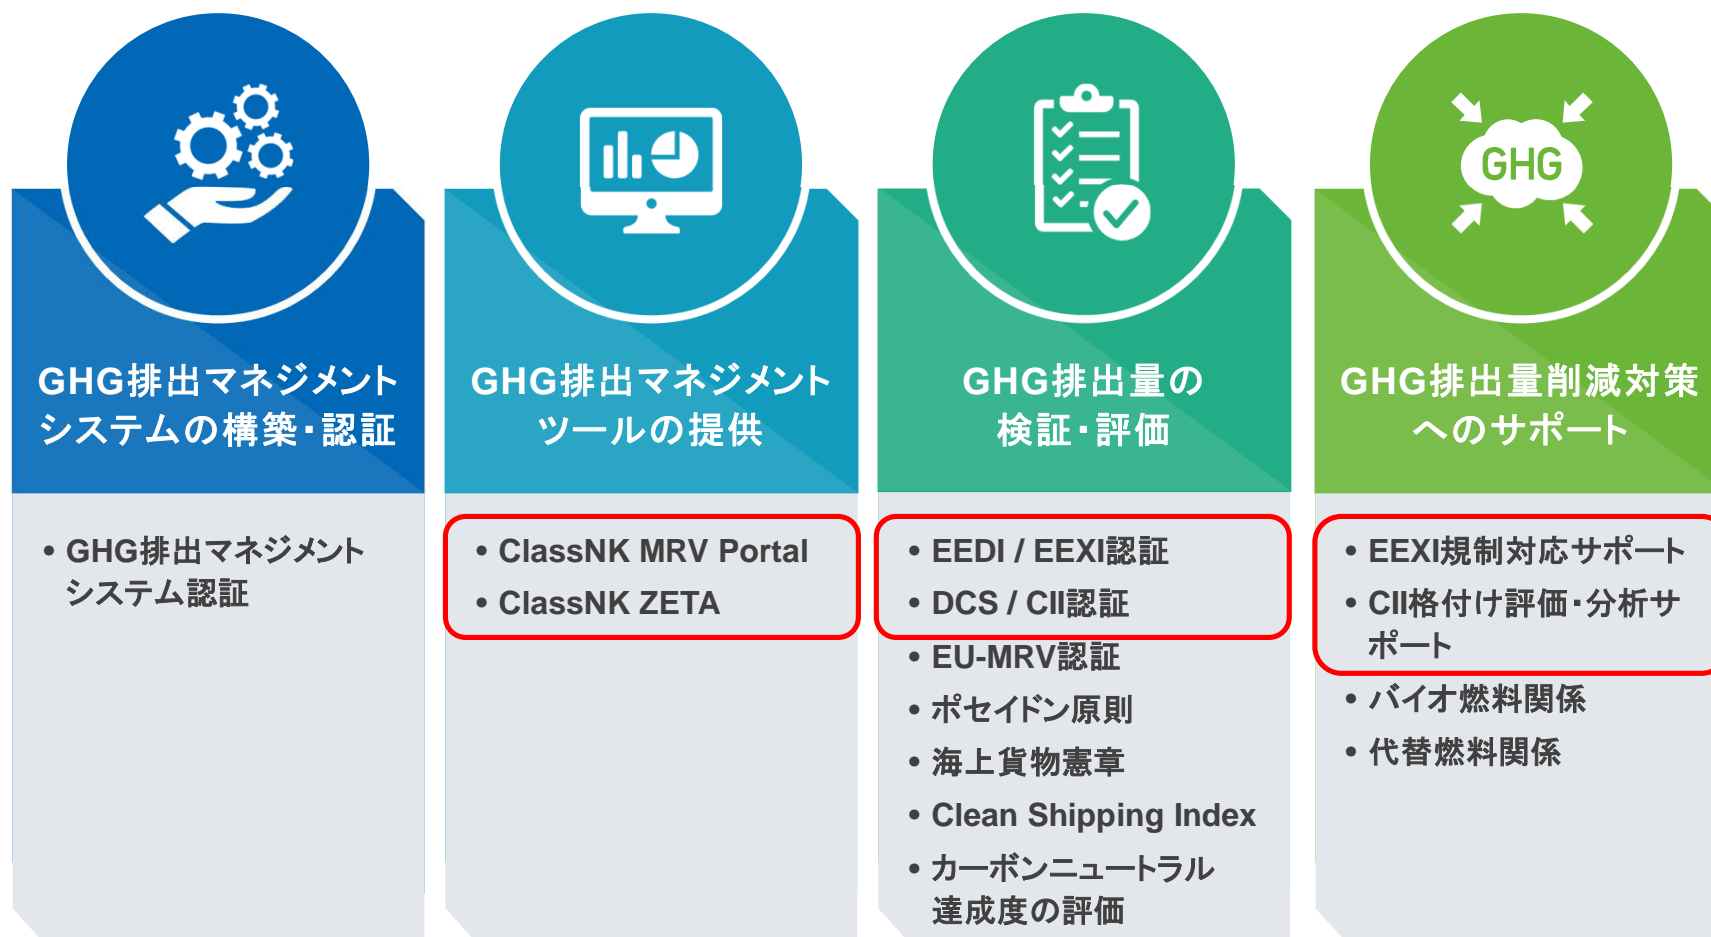 GHG排出マネジメント
システムの構築・認証
• GHG排出マネジメント
システム認証
GHG排出マネジメント
ツールの提供
• ClassNK MRV Portal
• ClassNK ZETA
GHG排出量の
検証・評価
• EEDI / EEXI認証
• DCS / CII認証
• EU-MRV認証
• ポセイドン原則
• 海上貨物憲章
• Clean Shipping Index
• カーボンニュートラル
達成度の評価
GHG
GHG排出量削減対策
へのサポート
• EEXI規制対応サポート
• CII格付け評価・分析サ
ポート
• バイオ燃料関係
• 代替燃料関係